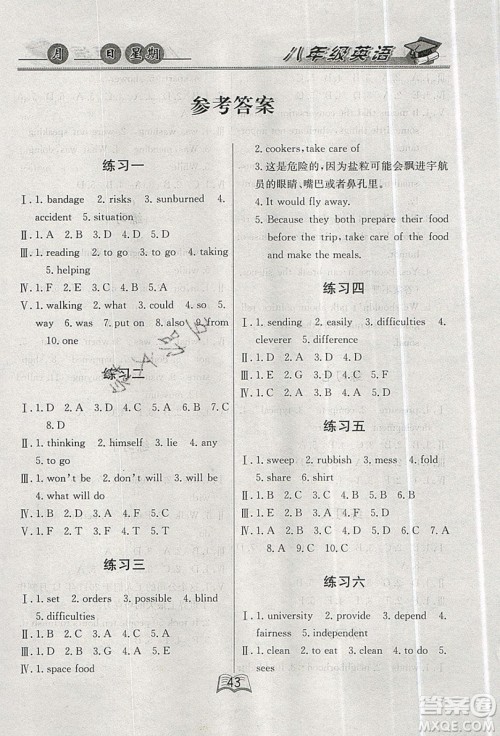 月 日 星期
八年级英语
参考答案
练习一
Ⅰ. 1. bandage 2. risks 3. sunburned 4.
accident 5. situation
Ⅱ. 1. A 2. D 3. D 4. C 5. B
Ⅲ. 1. reading 2. to go 3. to go 4. taking
5. helping
Ⅳ. 1. C 2. B 3. D 4. E 5. A
Ⅴ. 1. walking 2. what 3. could 4. so 5.
way 6. was 7. put on 8. also 9. from
10. one
练习二
Ⅰ. 1. D 2. A 3. C 4. B 5. A 6. A 7. C
8. D
Ⅱ. 1. thinking 2. himself 3. lie 4. giving
5. to go
Ⅲ. 1. won't be 2. don't will 3. will be
4. can 5. needs
Ⅳ. 1. T 2. T 3. F 4. F 5. T
练习三
Ⅰ. 1. set 2. orders 3. possible 4. blind
5. difficulties
Ⅱ. 1. D 2. B 3. C 4. A 5. D
Ⅲ. 1. D 2. B 3. G 4. A 5. E
Ⅳ. 1. space food
2. cookers, take care of
3. 这是危险的,因为盐粒可能会飘进宇航
员的眼睛、嘴巴或者鼻孔里。
4. It would fly away.
5. Because they both prepare their food
before the trip, take careful of the food
and make the meals.
练习四
Ⅰ. 1. sending 2. easily 3. difficulties 4.
cleverer 5. difference
Ⅱ. 1. B 2. A 3. B 4. D 5. D
Ⅲ. 1. C 2. A 3. C 4. D
练习五
Ⅰ. 1. sweep 2. rubbish 3. mess 4. fold
5. share 6. shirt
Ⅱ. 1. C 2. A 3. C 4. D 5. A
Ⅲ. 1. C 2. D 3. B 4. A 5. C 6. B 7. D
8. A 9. D 10. C
练习六
Ⅰ. 1. university 2. provide 3. depend 4.
fairness 5. independent
Ⅱ. 1. to clean 2. invited 3. to do 4. in 5.
sees
43
答案圈
MXQE.COM